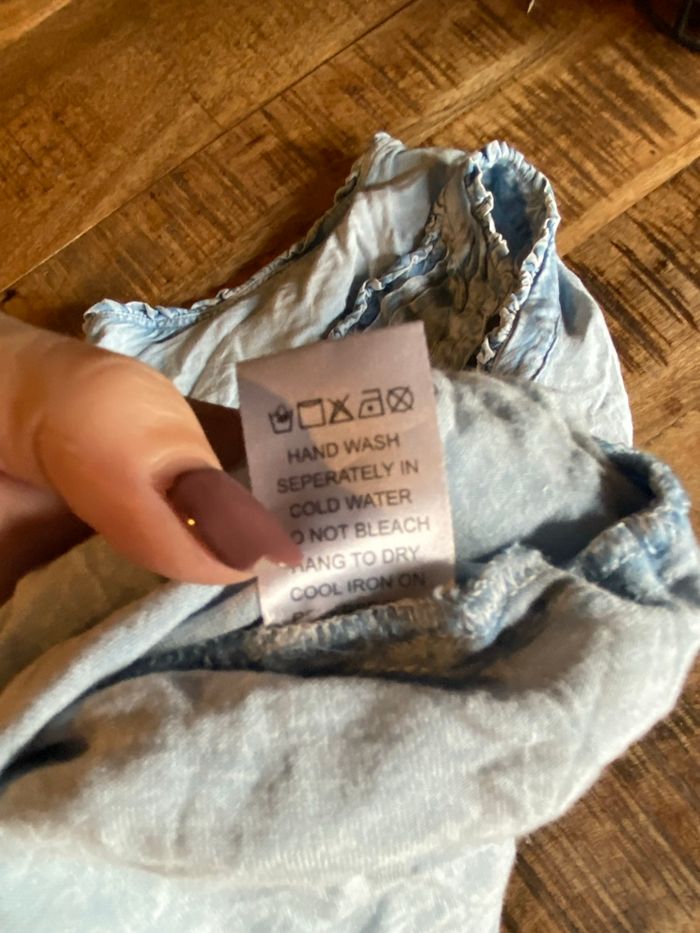 HAND WASH
SEPERATELY IN
COLD WATER
O NOT BLEACH
HANG TO DRY
COOL IRON ON